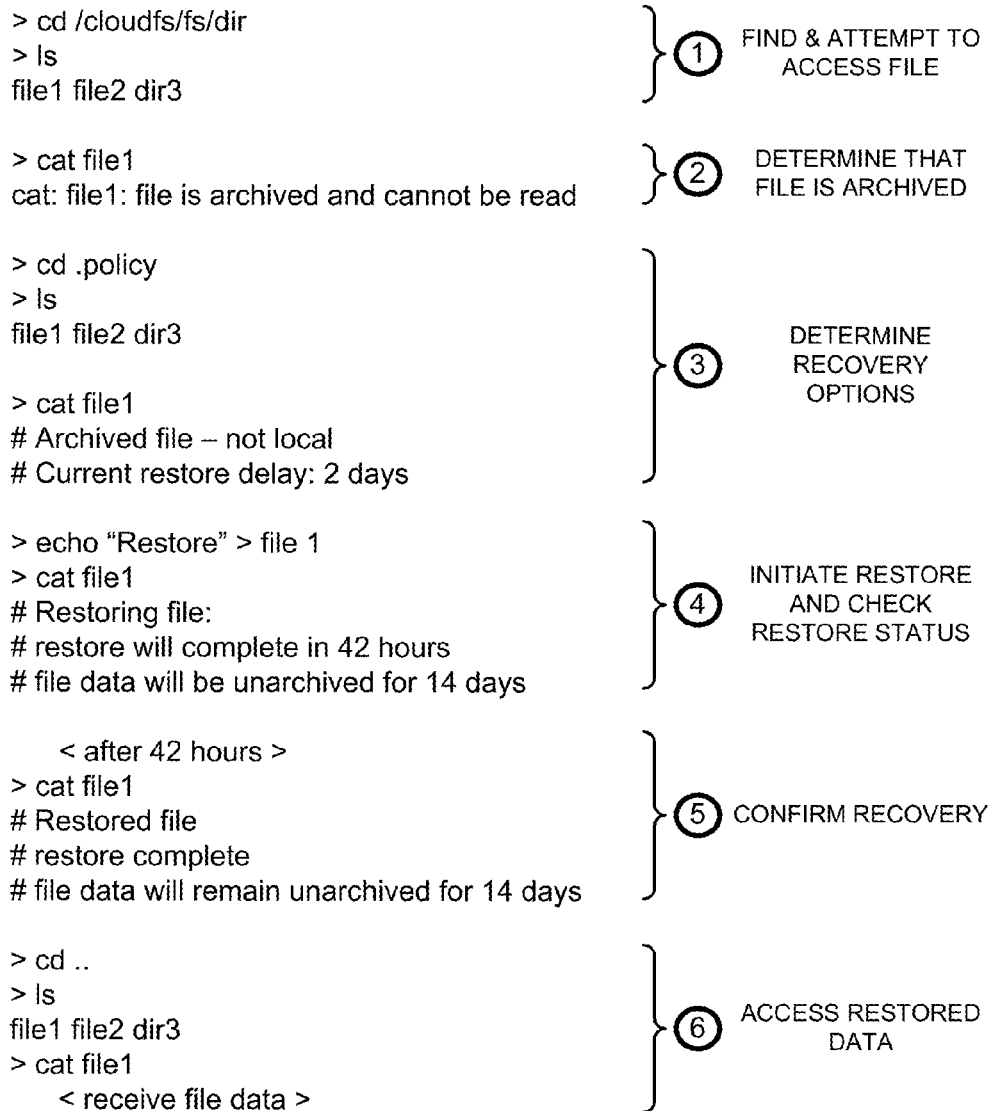 > cd /cloudfs/fs/dir
> ls
file1 file2 dir3
1
FIND & ATTEMPT TO
ACCESS FILE
> cat file1
cat: file1: file is archived and cannot be read
2
DETERMINE THAT
FILE IS ARCHIVED
> cd .policy
> ls
file1 file2 dir3
> cat file1
# Archived file – not local
# Current restore delay: 2 days
3
DETERMINE
RECOVERY
OPTIONS
> echo “Restore” > file 1
> cat file1
# Restoring file:
# restore will complete in 42 hours
# file data will be unarchived for 14 days
4
INITIATE RESTORE
AND CHECK
RESTORE STATUS
< after 42 hours >
> cat file1
# Restored file
# restore complete
# file data will remain unarchived for 14 days
5
CONFIRM RECOVERY
> cd ..
> ls
file1 file2 dir3
> cat file1
< receive file data >
6
ACCESS RESTORED
DATA